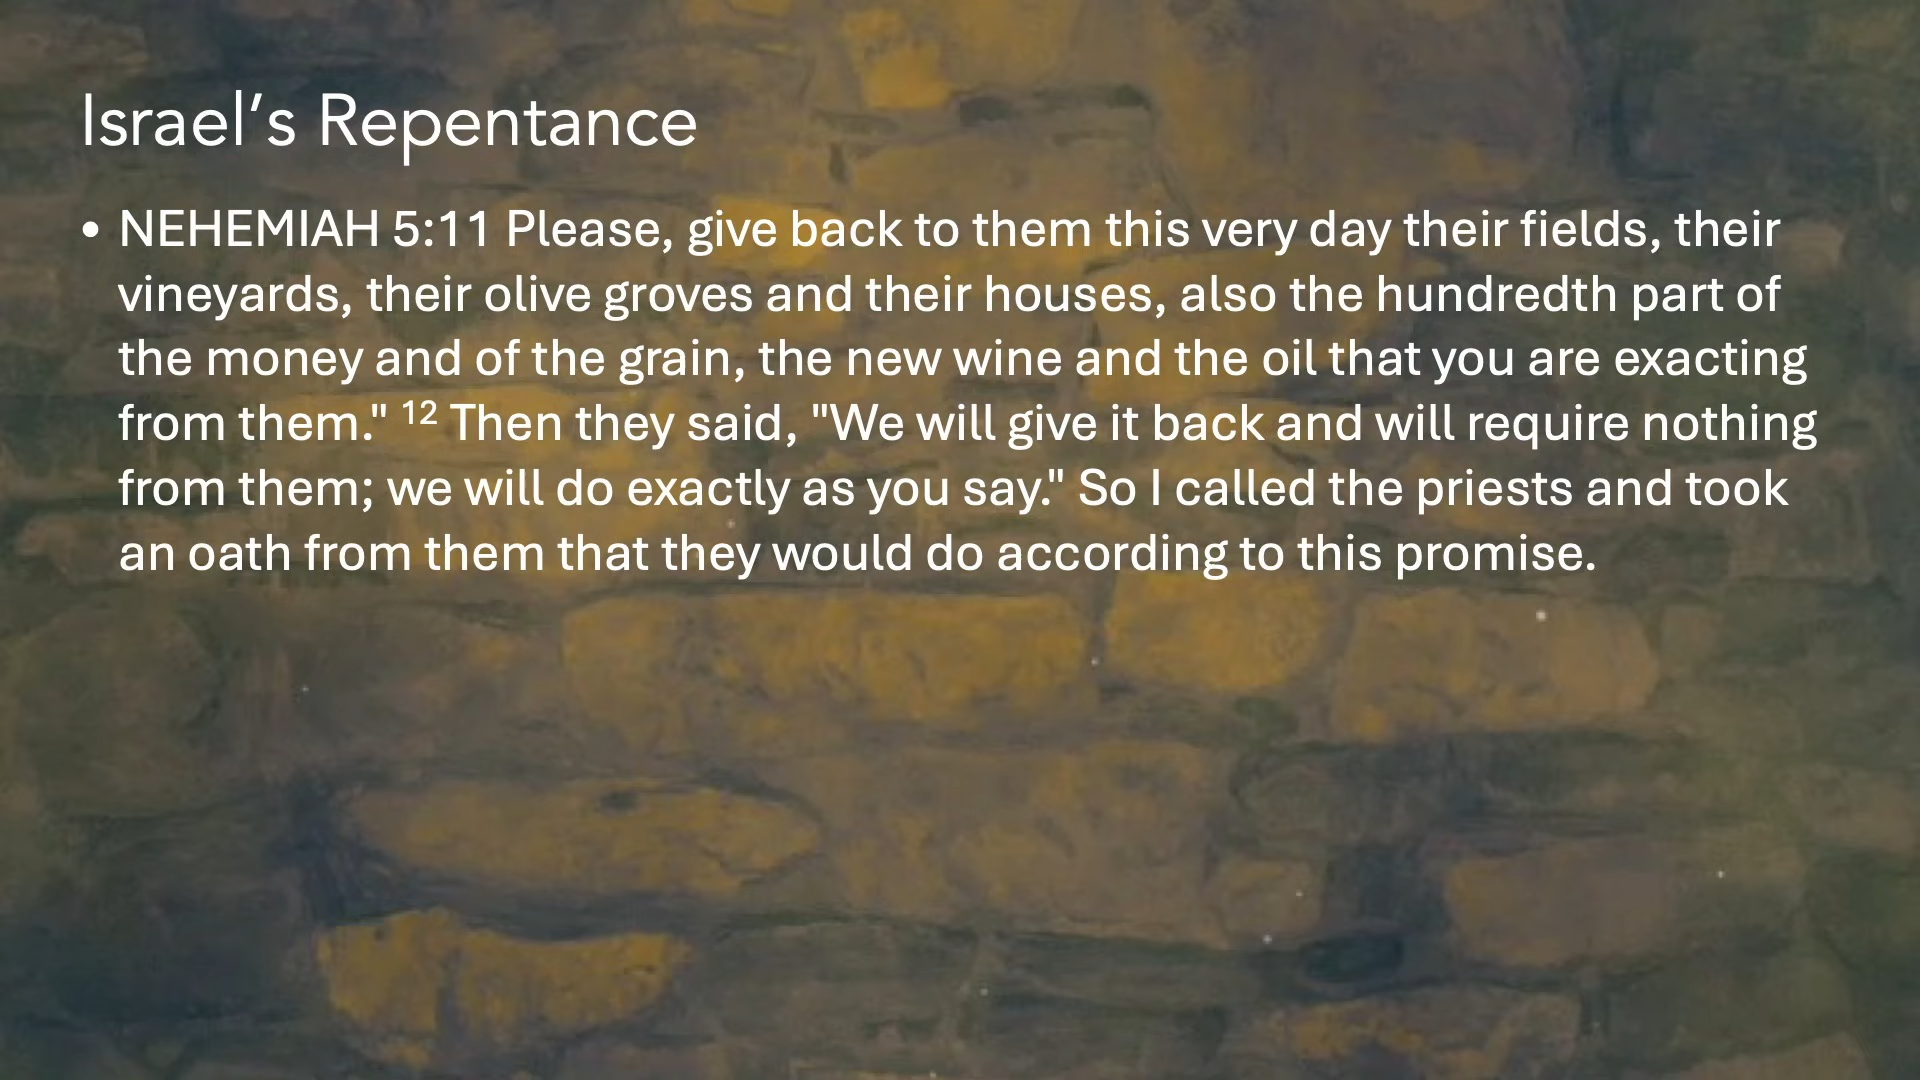 Israel’s Repentance
• NEHEMIAH 5:11 Please, give back to them this very day their fields, their
vineyards, their olive groves and their houses, also the hundredth part of
the money and of the grain, the new wine and the oil that you are exacting
from them." 12 Then they said, "We will give it back and will require nothing
from them; we will do exactly as you say." So I called the priests and took
an oath from them that they would do according to this promise.